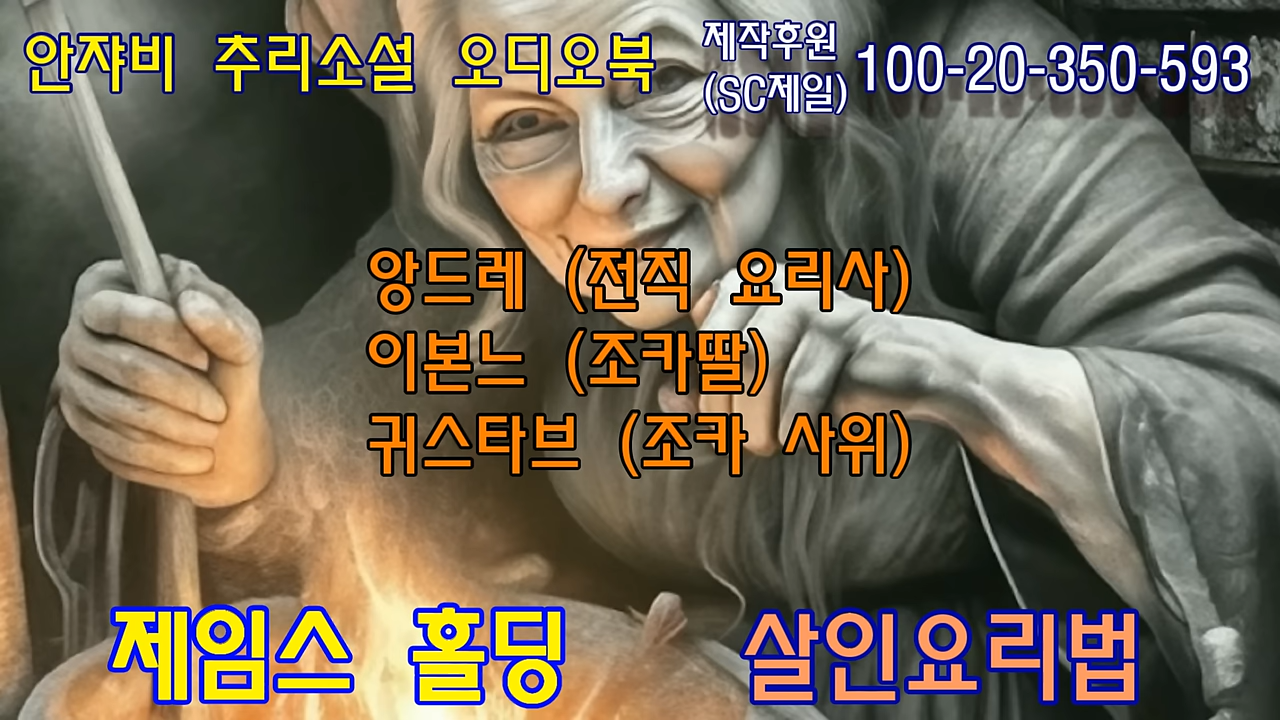 안쟈비 추리소설 오디오북
제작후원
(SC제일)
100-20-350-593
앙드레 (전직 요리사)
이본느 (조카딸)
귀스타브 (조카 사위)
제임스 홀딩
살인요리법